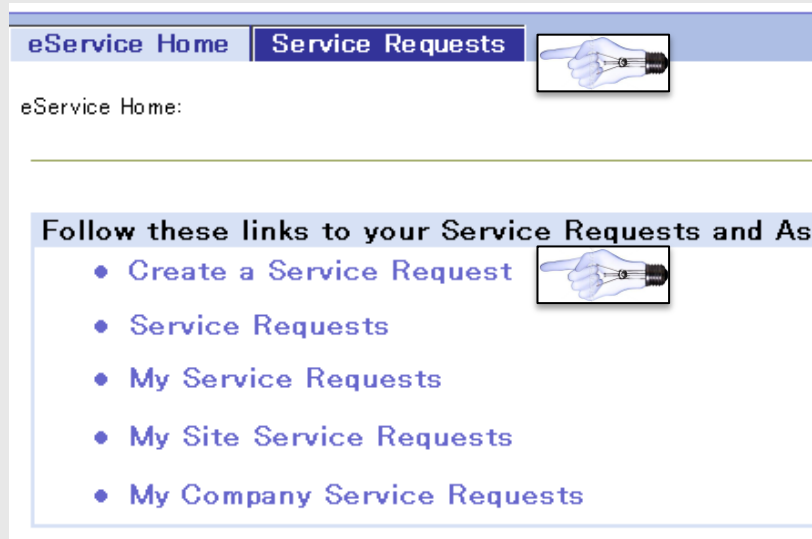 eService Home Service Requests
eService Home:
Follow these links to your Service Requests and As
Create a Service Request
Service Requests
My Service Requests
My Site Service Requests
My Company Service Requests